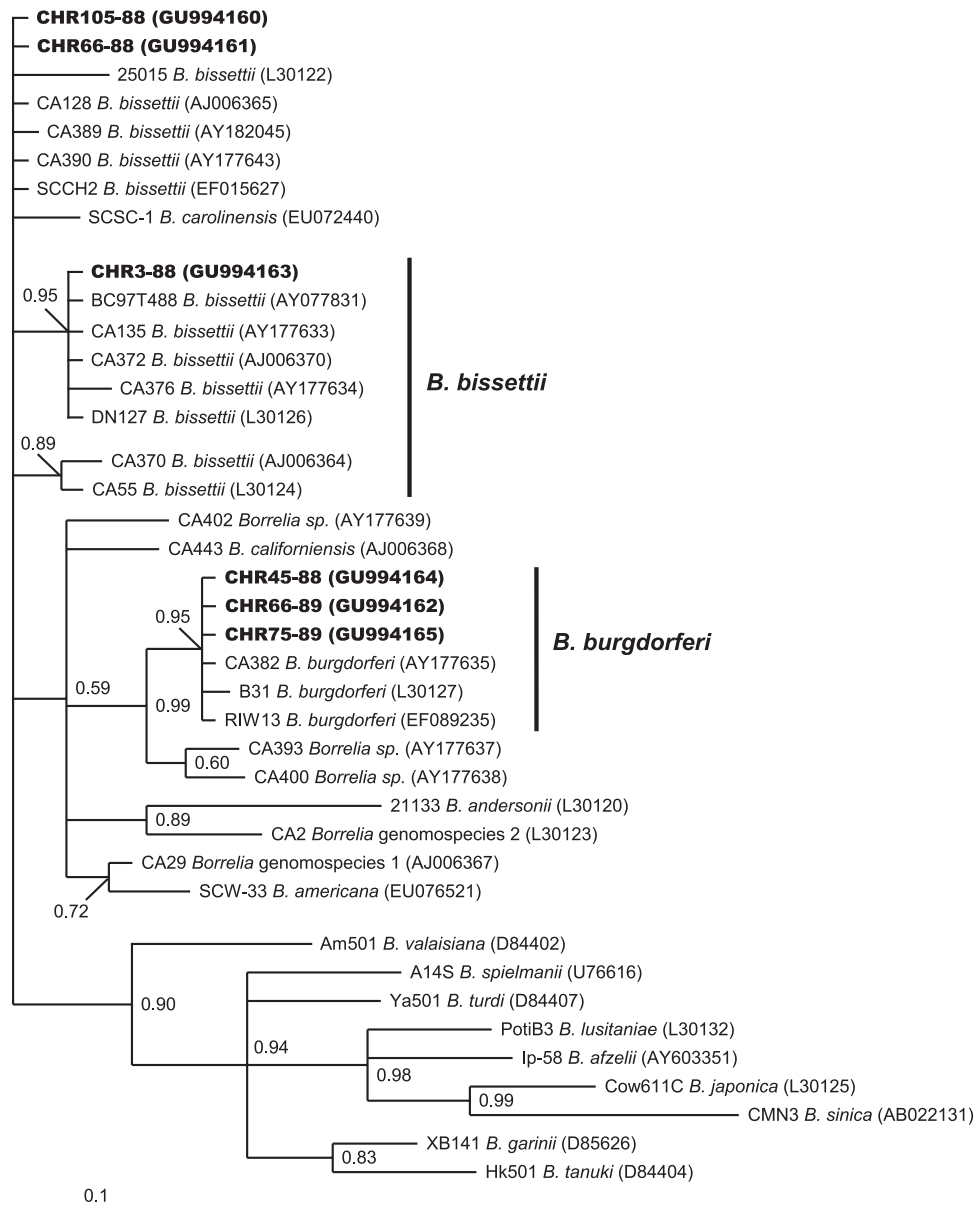 CHR105-88 (GU994160)
CHR66-88 (GU994161)
25015 B. bissettii (L30122)
CA128 B. bissettii (AJ006365)
CA389 B. bissettii (AY182045)
CA390 B. bissettii (AY177643)
SCCH2 B. bissettii (EF015627)
SCSC-1 B. carolinensis (EU072440)
CHR3-88 (GU994163)
0.95
BC97T488 B. bissettii (AY077831)
CA135 B. bissettii (AY177633)
CA372 B. bissettii (AJ006370)
B. bissettii
CA376 B. bissettii (AY177634)
DN127 B. bissettii (L30126)
0.89
CA370 B. bissettii (AJ006364)
CA55 B. bissettii (L30124)
CA402 Borrelia sp. (AY177639)
CA443 B. californiensis (AJ006368)
CHR45-88 (GU994164)
CHR66-89 (GU994162)
0.95
CHR75-89 (GU994165)
B. burgdorferi
CA382 B. burgdorferi (AY177635)
0.59
B31 B. burgdorferi (L30127)
0.99
RIW13 B. burgdorferi (EF089235)
CA393 Borrelia sp. (AY177637)
0.60
CA400 Borrelia sp. (AY177638)
21133 B. andersonii (L30120)
0.89
CA2 Borrelia genomospecies 2 (L30123)
CA29 Borrelia genomospecies 1 (AJ006367)
SCW-33 B. americana (EU076521)
0.72
Am501 B. valaisiana (D84402)
A14S B. spielmanii (U76616)
0.90
Ya501 B. turdi (D84407)
PotiB3 B. lusitaniae (L30132)
0.94
Ip-58 B. afzelii (AY603351)
0.98
Cow611C B. japonica (L30125)
0.99
CMN3 B. sinica (AB022131)
XB141 B. garinii (D85626)
0.83
Hk501 B. tanuki (D84404)
0.1